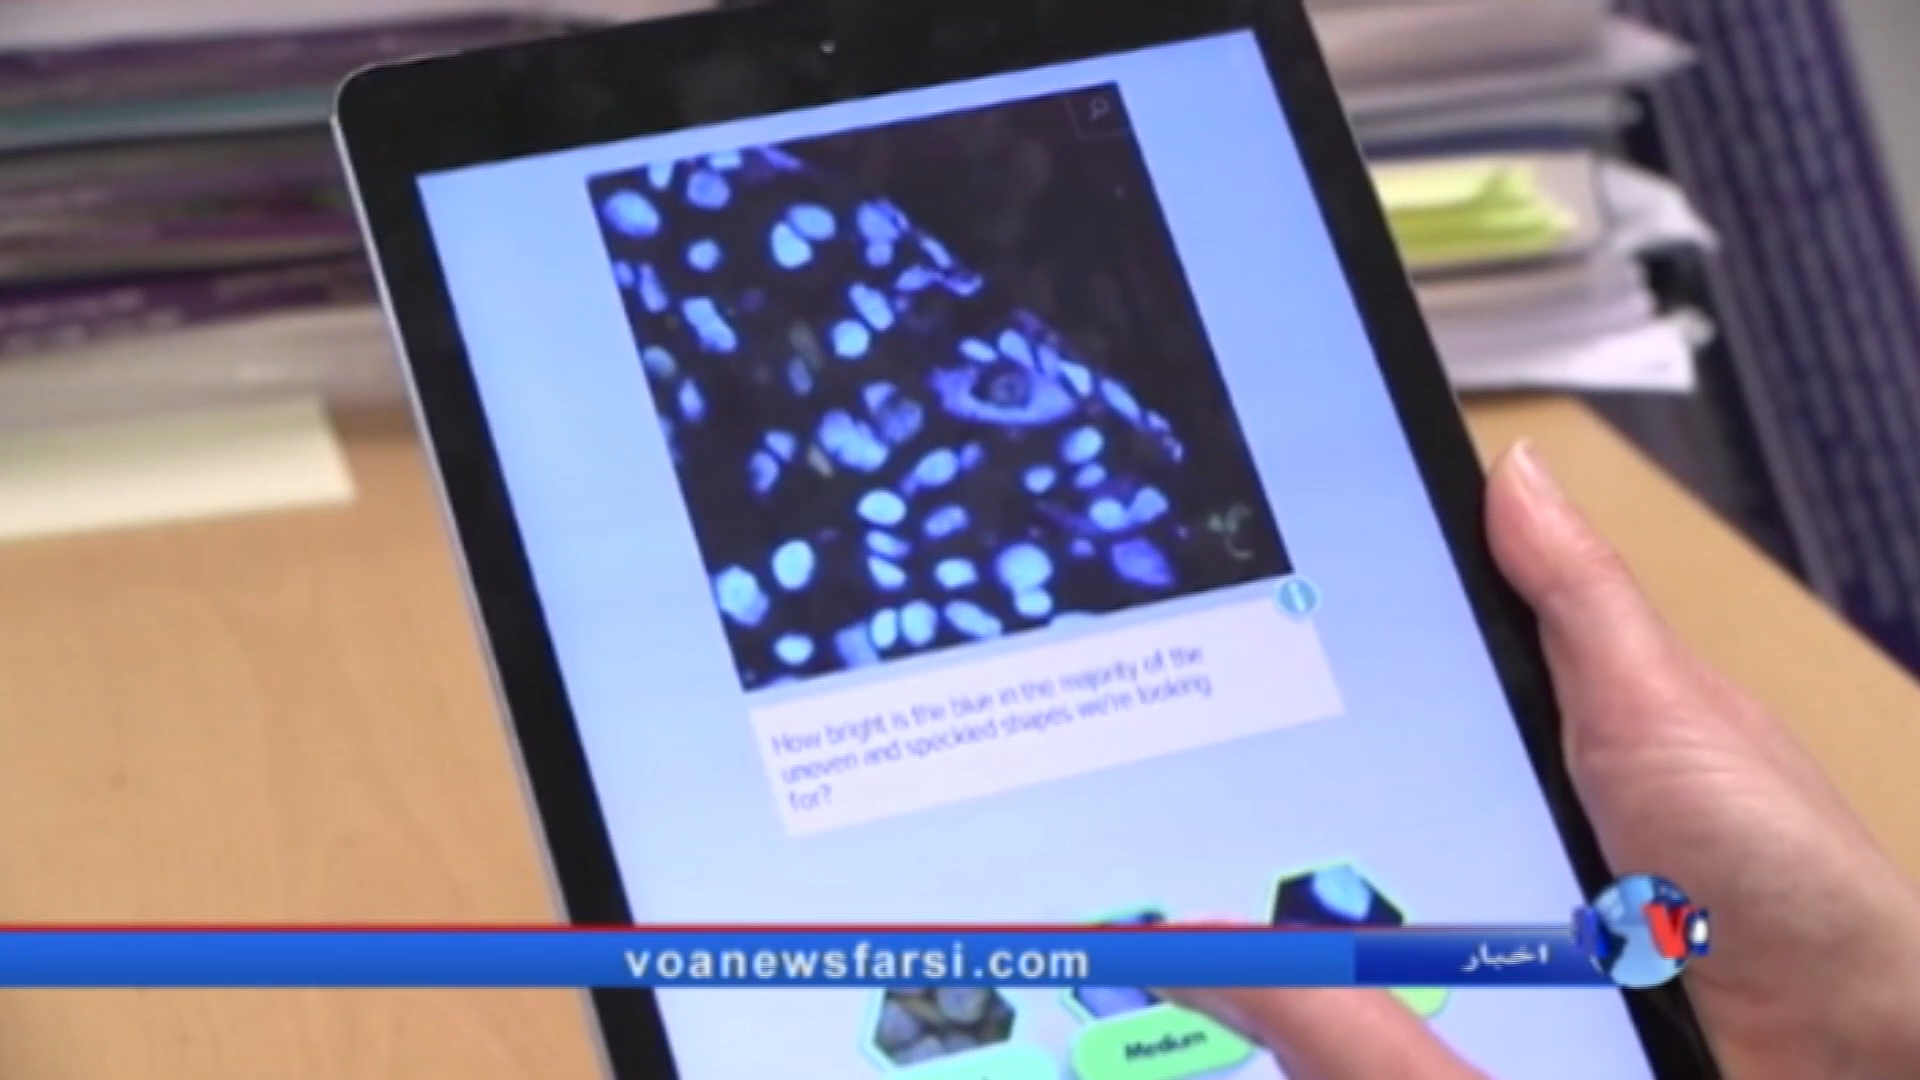 How bright is the blue in the majority of the
uneven and speckled shapes we're looking
for?
voanewsfarsi.com
اخبار
Medium